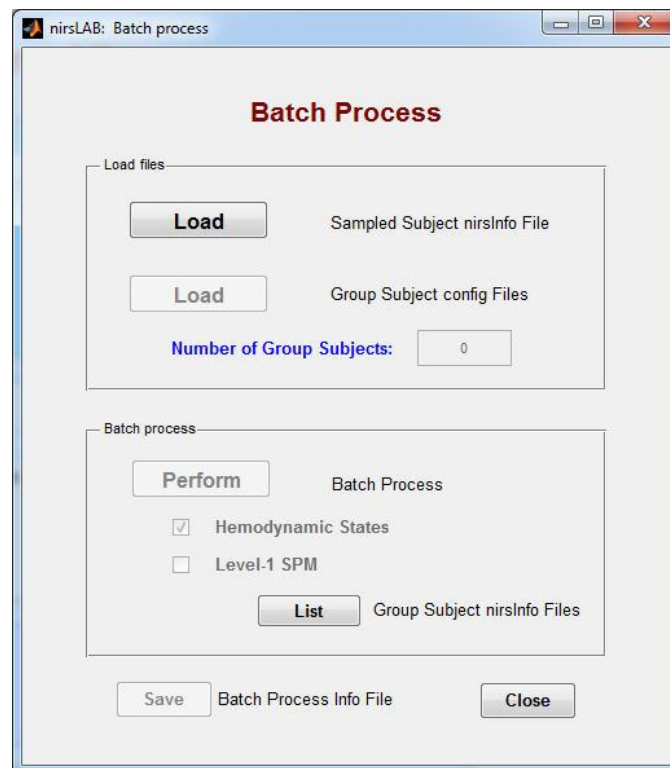 nirsLAB: Batch process
Batch Process
Load files
Load Sampled Subject nirsInfo File
Load Group Subject config Files
Number of Group Subjects: 0
Batch process
Perform Batch Process
Hemodynamic States
Level-1 SPM
List Group Subject nirsInfo Files
Save Batch Process Info File Close